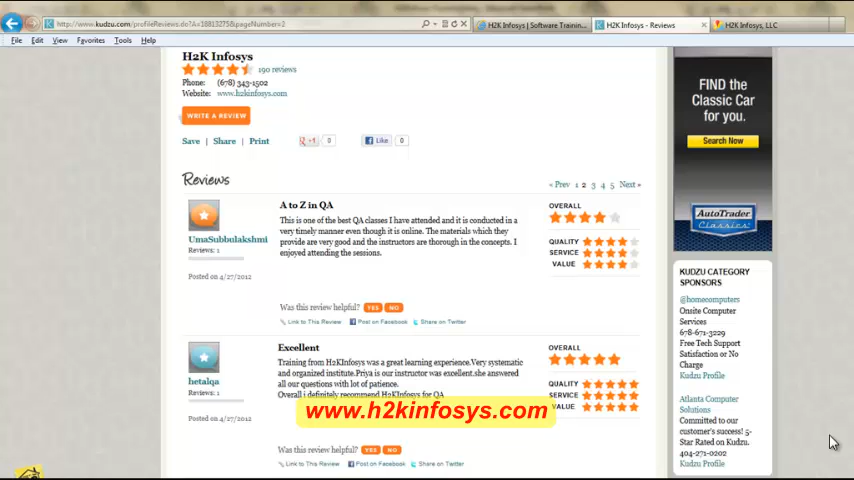 http://www.kudzu.com/profileReviews.do?A=18813275&pageNumber=2
H2K Infosys | Software Trainin...
H2K Infosys - Reviews
H2K Infosys, LLC
File Edit View Favorites Tools Help
H2K Infosys
190 reviews
Phone: (678) 343-1502
Website: www.h2kinfosys.com
WRITE A REVIEW
Save | Share | Print
+1 0
Like 0
Reviews
« Prev 1 2 3 4 5 Next »
A to Z in QA
This is one of the best QA classes I have attended and it is conducted in a
very timely manner even though it is online. The materials which they
provide are very good and the instructors are thorough in the concepts. I
enjoyed attending the sessions.
UmaSubbulakshmi
Reviews: 1
Posted on 4/27/2012
OVERALL
QUALITY
SERVICE
VALUE
Was this review helpful? YES NO
Link to This Review Post on Facebook Share on Twitter
Excellent
Training from H2KInfosys was a great learning experience.Very systematic
and organized institute.Priya is our instructor was excellent.she answered
all our questions with lot of patience.
Overall i definitely recommend H2KInfosys for QA
hetalqa
Reviews: 1
Posted on 4/27/2012
OVERALL
QUALITY
SERVICE
VALUE
www.h2kinfosys.com
Was this review helpful? YES NO
Link to This Review Post on Facebook Share on Twitter
FIND the
Classic Car
for you.
Search Now
AutoTrader
Classics
KUDZU CATEGORY
SPONSORS
@homecomputers
Onsite Computer
Services
678-671-3229
Free Tech Support
Satisfaction or No
Charge
Kudzu Profile
Atlanta Computer
Solutions
Committed to our
customer's success! 5-
Star Rated on Kudzu.
404-271-0202
Kudzu Profile